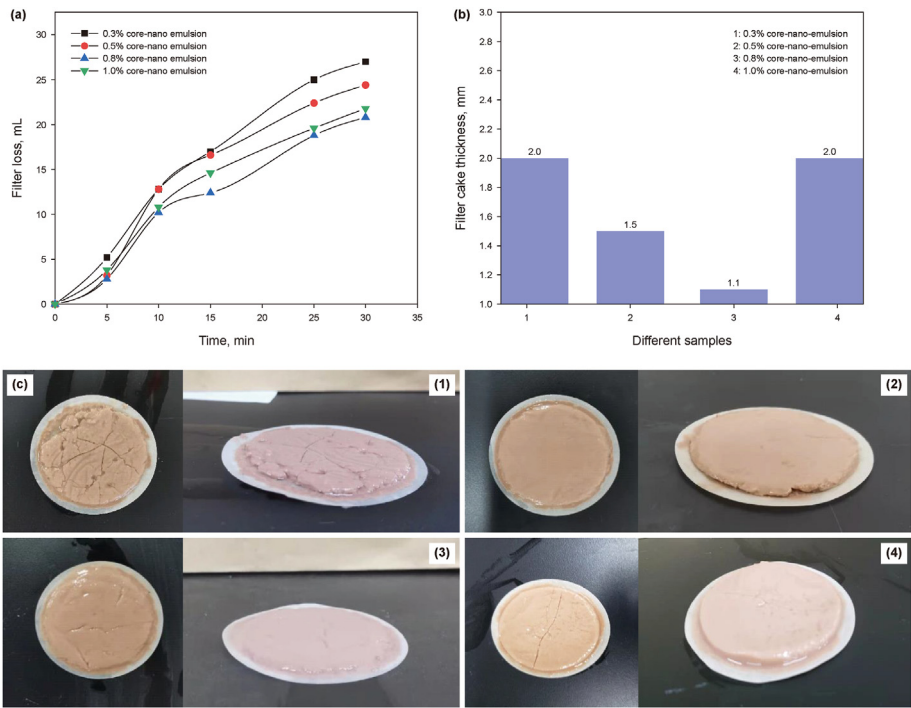 (a)
0.3% core-nano emulsion
0.5% core-nano emulsion
0.8% core-nano emulsion
1.0% core-nano emulsion
30
25
20
15
10
5
0
Filter loss, mL
0 5 10 15 20 25 30 35
Time, min
(b)
1: 0.3% core-nano-emulsion
2: 0.5% core-nano-emulsion
3: 0.8% core-nano-emulsion
4: 1.0% core-nano-emulsion
3.0
2.8
2.6
2.4
2.2
2.0
1.8
1.6
1.4
1.2
1.0
Filter cake thickness, mm
2.0
1.5
1.1
2.0
1 2 3 4
Different samples
(c)
(1)
(2)
(3)
(4)